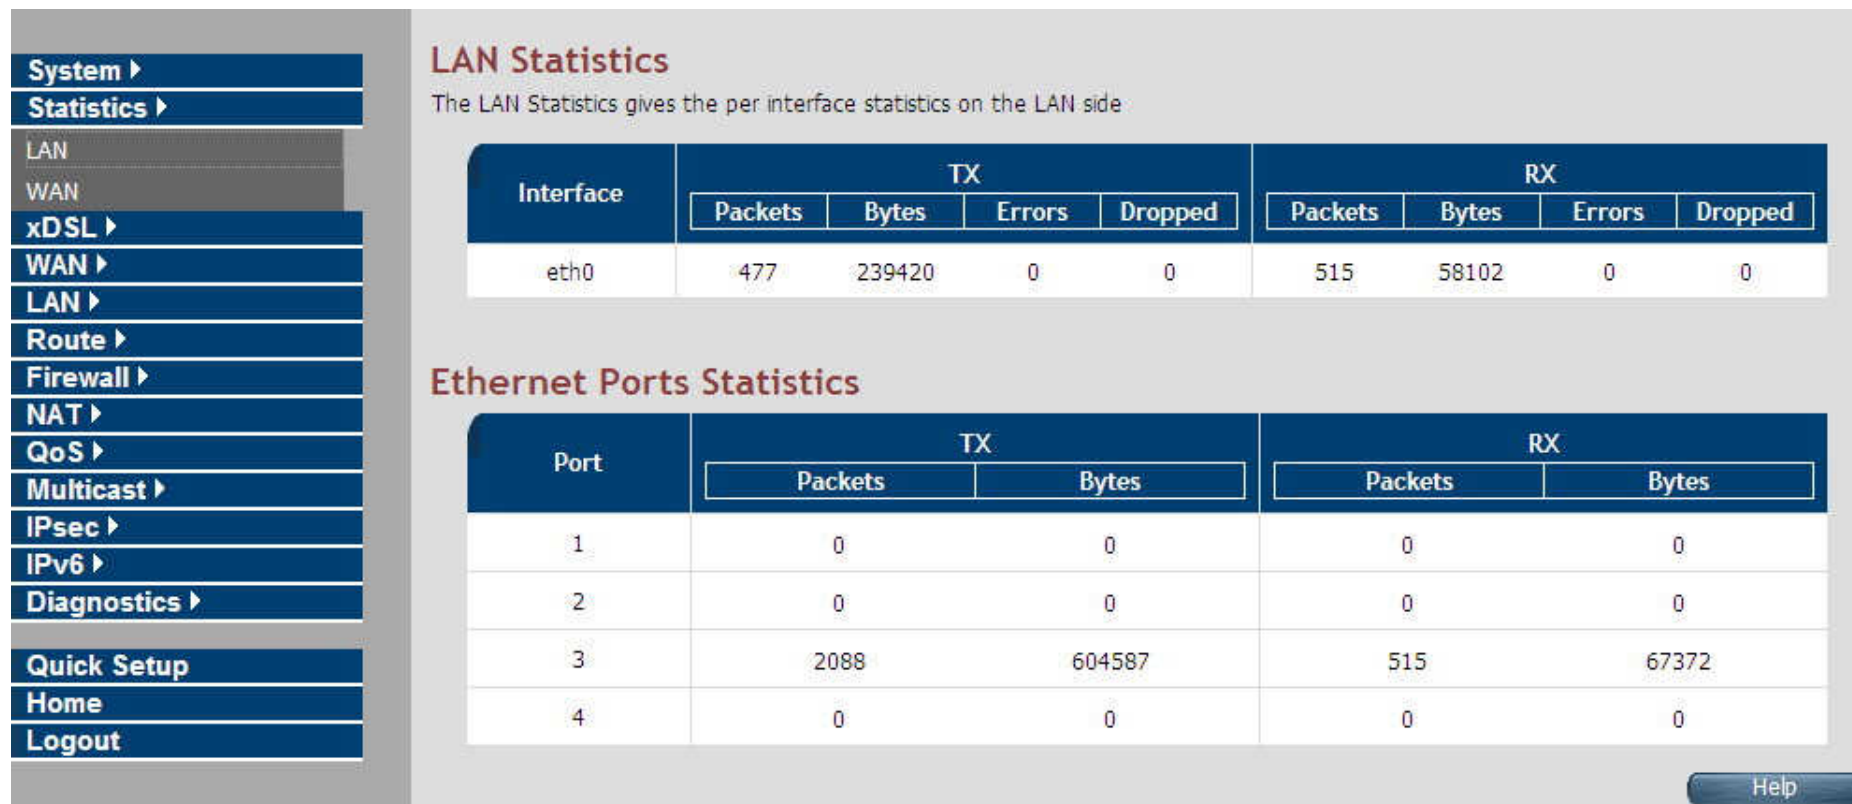 System
Statistics
LAN
WAN
xDSL
WAN
LAN
Route
Firewall
NAT
QoS
Multicast
IPsec
IPv6
Diagnostics
Quick Setup
Home
Logout
LAN Statistics
The LAN Statistics gives the per interface statistics on the LAN side
Interface TX RX
Packets Bytes Errors Dropped Packets Bytes Errors Dropped
eth0 477 239420 0 0 515 58102 0 0
Ethernet Ports Statistics
Port TX RX
Packets Bytes Packets Bytes
1 0 0 0 0
2 0 0 0 0
3 2088 604587 515 67372
4 0 0 0 0
Help